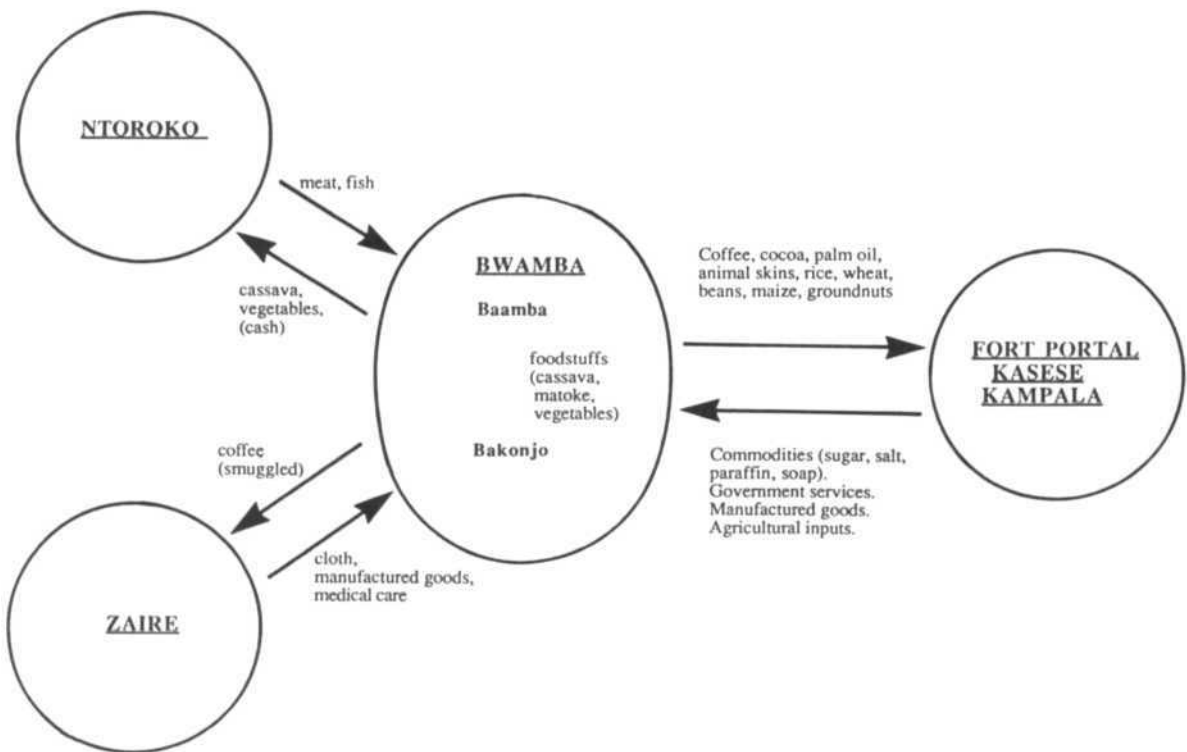 NTOROKO
meat, fish
cassava,
vegetables,
(cash)
BWAMBA
Baamba
foodstuffs
(cassava,
matoke,
vegetables)
Bakonjo
Coffee, cocoa, palm oil,
animal skins, rice, wheat,
beans, maize, groundnuts
FORT PORTAL
KASESE
KAMPALA
Commodities (sugar, salt,
paraffin, soap).
Government services.
Manufactured goods.
Agricultural inputs.
coffee
(smuggled)
cloth,
manufactured goods,
medical care
ZAIRE